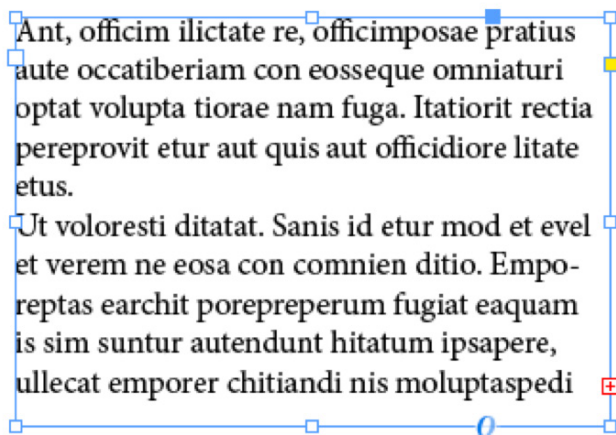 Ant, officim ilictate re, officimposae pratius
aute occatiberiam con eosseque omniaturi
optat volupta tiorae nam fuga. Itatiorit rectia
pereprovit etur aut quis aut officidiore litate
etus.
Ut voloresti ditatat. Sanis id etur mod et evel
et verem ne eosa con comnien ditio. Empo-
reptas earchit porepreperum fugiat eaquam
is sim suntur autendunt hitatum ipsapere,
ullecat emporer chitiandi nis moluptaspedi